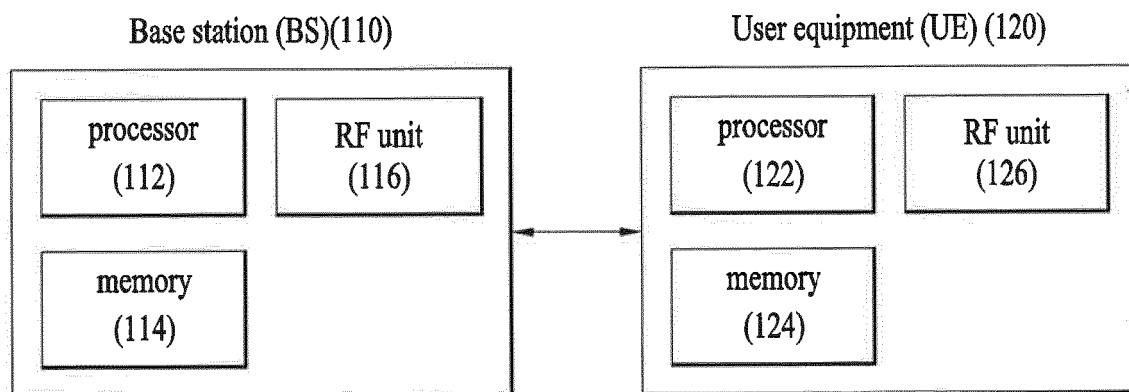 Base station (BS)(110)
User equipment (UE) (120)
processor
(112)
RF unit
(116)
memory
(114)
processor
(122)
RF unit
(126)
memory
(124)